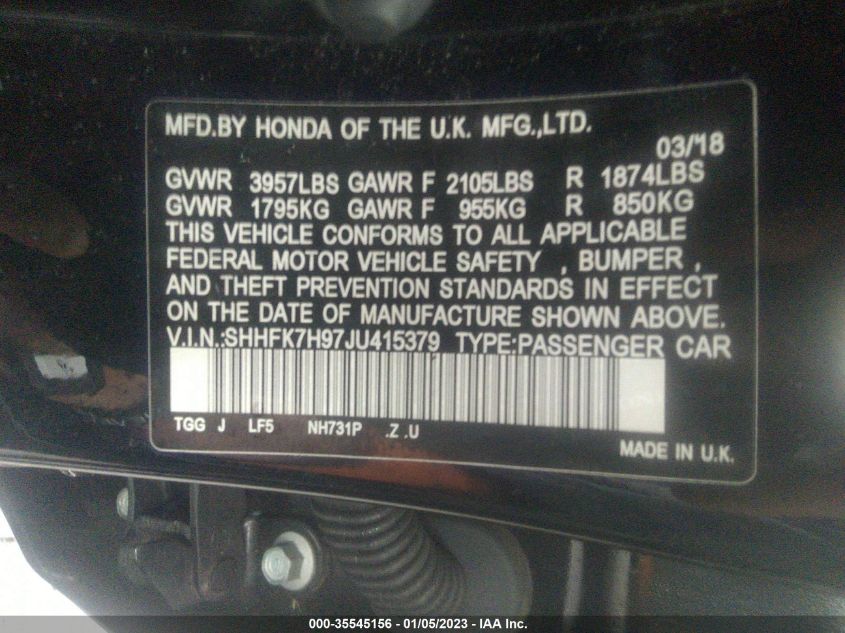 MFD.BY HONDA OF THE U.K. MFG.,LTD.
03/'18
GVWR 3957LBS GAWR F 2105LBS R 1874LBS
GVWR 1795KG GAWR F 955KG R 850KG
THIS VEHICLE CONFORMS TO ALL APPLICABLE
FEDERAL MOTOR VEHICLE SAFETY , BUMPER ,
AND THEFT PREVENTION STANDARDS IN EFFECT
ON THE DATE OF MANUFACTURE SHOWN ABOVE.
V.I.N.:SHHFK7H97JU415379 TYPE:PASSENGER CAR
TGG J LF5 NH731P .Z .U
MADE IN U.K.
000-35545156 — 01/05/2023 — IAA Inc.